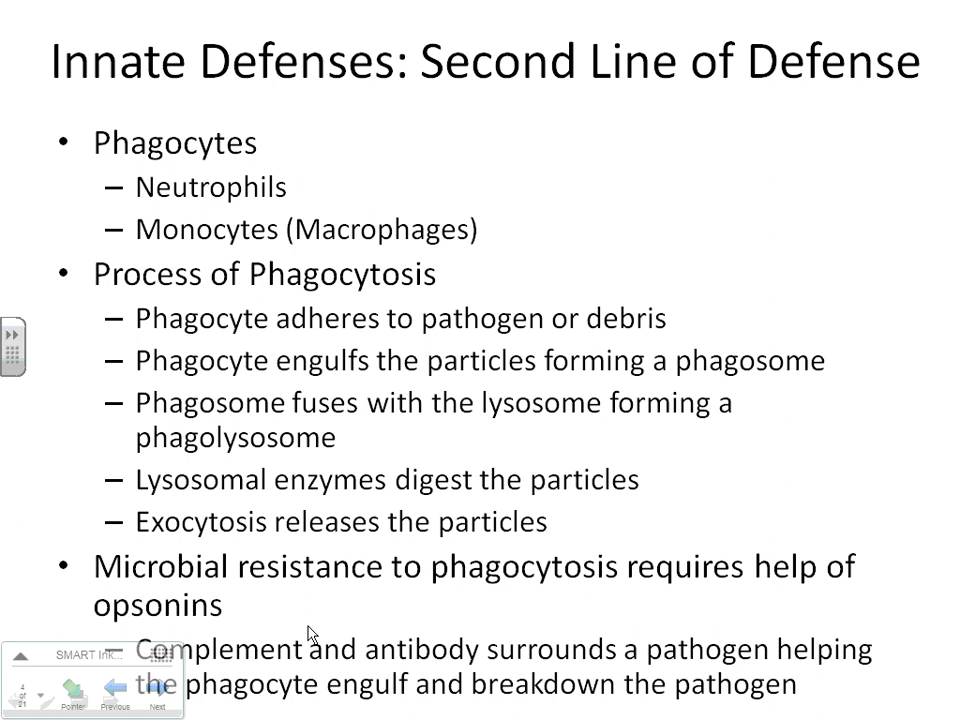 Innate Defenses: Second Line of Defense
• Phagocytes
– Neutrophils
– Monocytes (Macrophages)
• Process of Phagocytosis
– Phagocyte adheres to pathogen or debris
– Phagocyte engulfs the particles forming a phagosome
– Phagosome fuses with the lysosome forming a
phagolysosome
– Lysosomal enzymes digest the particles
– Exocytosis releases the particles
• Microbial resistance to phagocytosis requires help of
opsonins
– Complement and antibody surrounds a pathogen helping
the phagocyte engulf and breakdown the pathogen
SMART Ink...
4
of
21
Pointer Previous Next